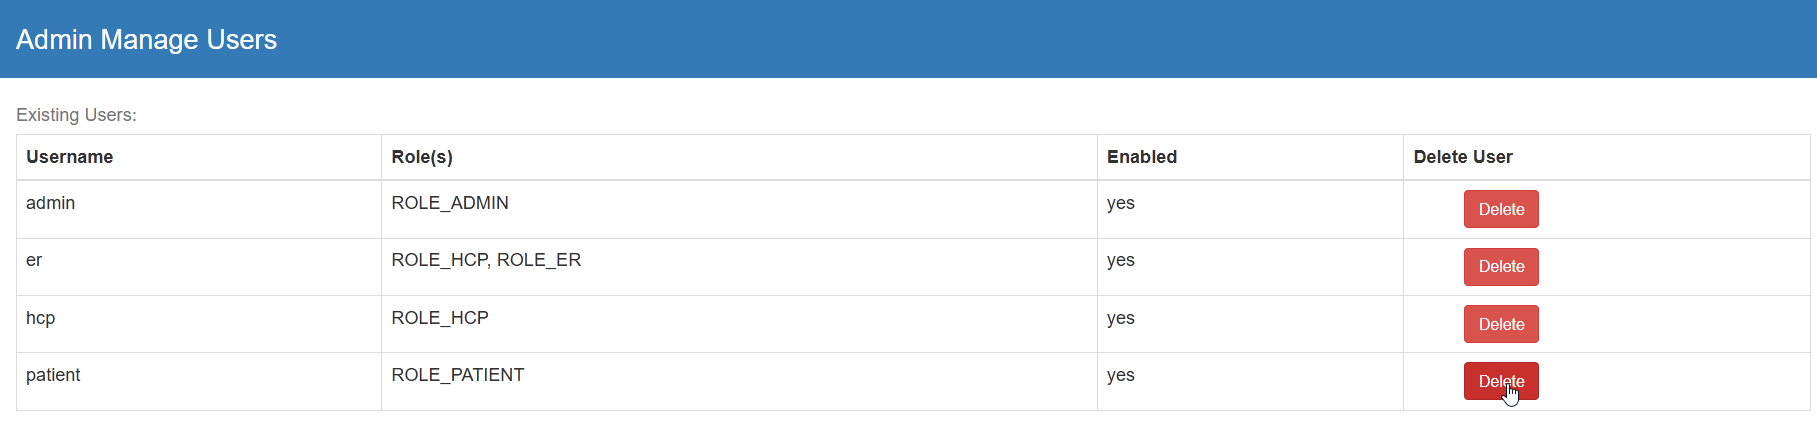 Admin Manage Users
Existing Users:
Username Role(s) Enabled Delete User
admin ROLE_ADMIN yes Delete
er ROLE_HCP, ROLE_ER yes Delete
hcp ROLE_HCP yes Delete
patient ROLE_PATIENT yes Delete